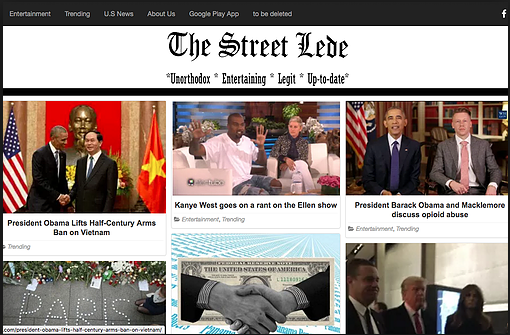 Entertainment Trending U.S News About Us Google Play App to be deleted f
The Street Lede
*Unorthodox * Entertaining * Legit * Up-to-date*
President Obama Lifts Half-Century Arms
Ban on Vietnam
Trending
Kanye West goes on a rant on the Ellen show
Entertainment, Trending
President Barack Obama and Macklemore
discuss opioid abuse
Entertainment, Trending
PARIS
FEDERAL RESERVE NOTE
THE UNITED STATES OF AMERICA
com/president-obama-lifts-half-century-arms-ban-on-vietnam/